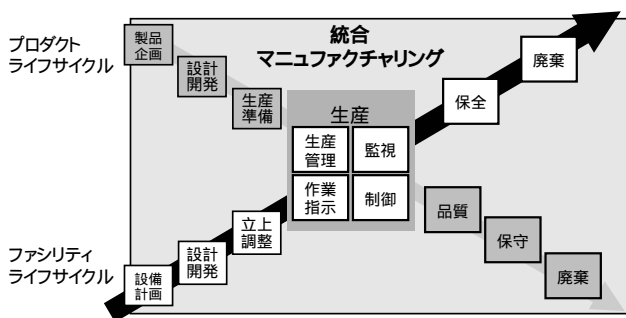 統合
マニュファクチャリング
プロダクト
ライフサイクル
製品
企画
設計
開発
生産
準備
生産
生産
管理
監視
作業
指示
制御
品質
保守
廃棄
ファシリティ
ライフサイクル
設備
計画
設計
開発
立上
調整
保全
廃棄